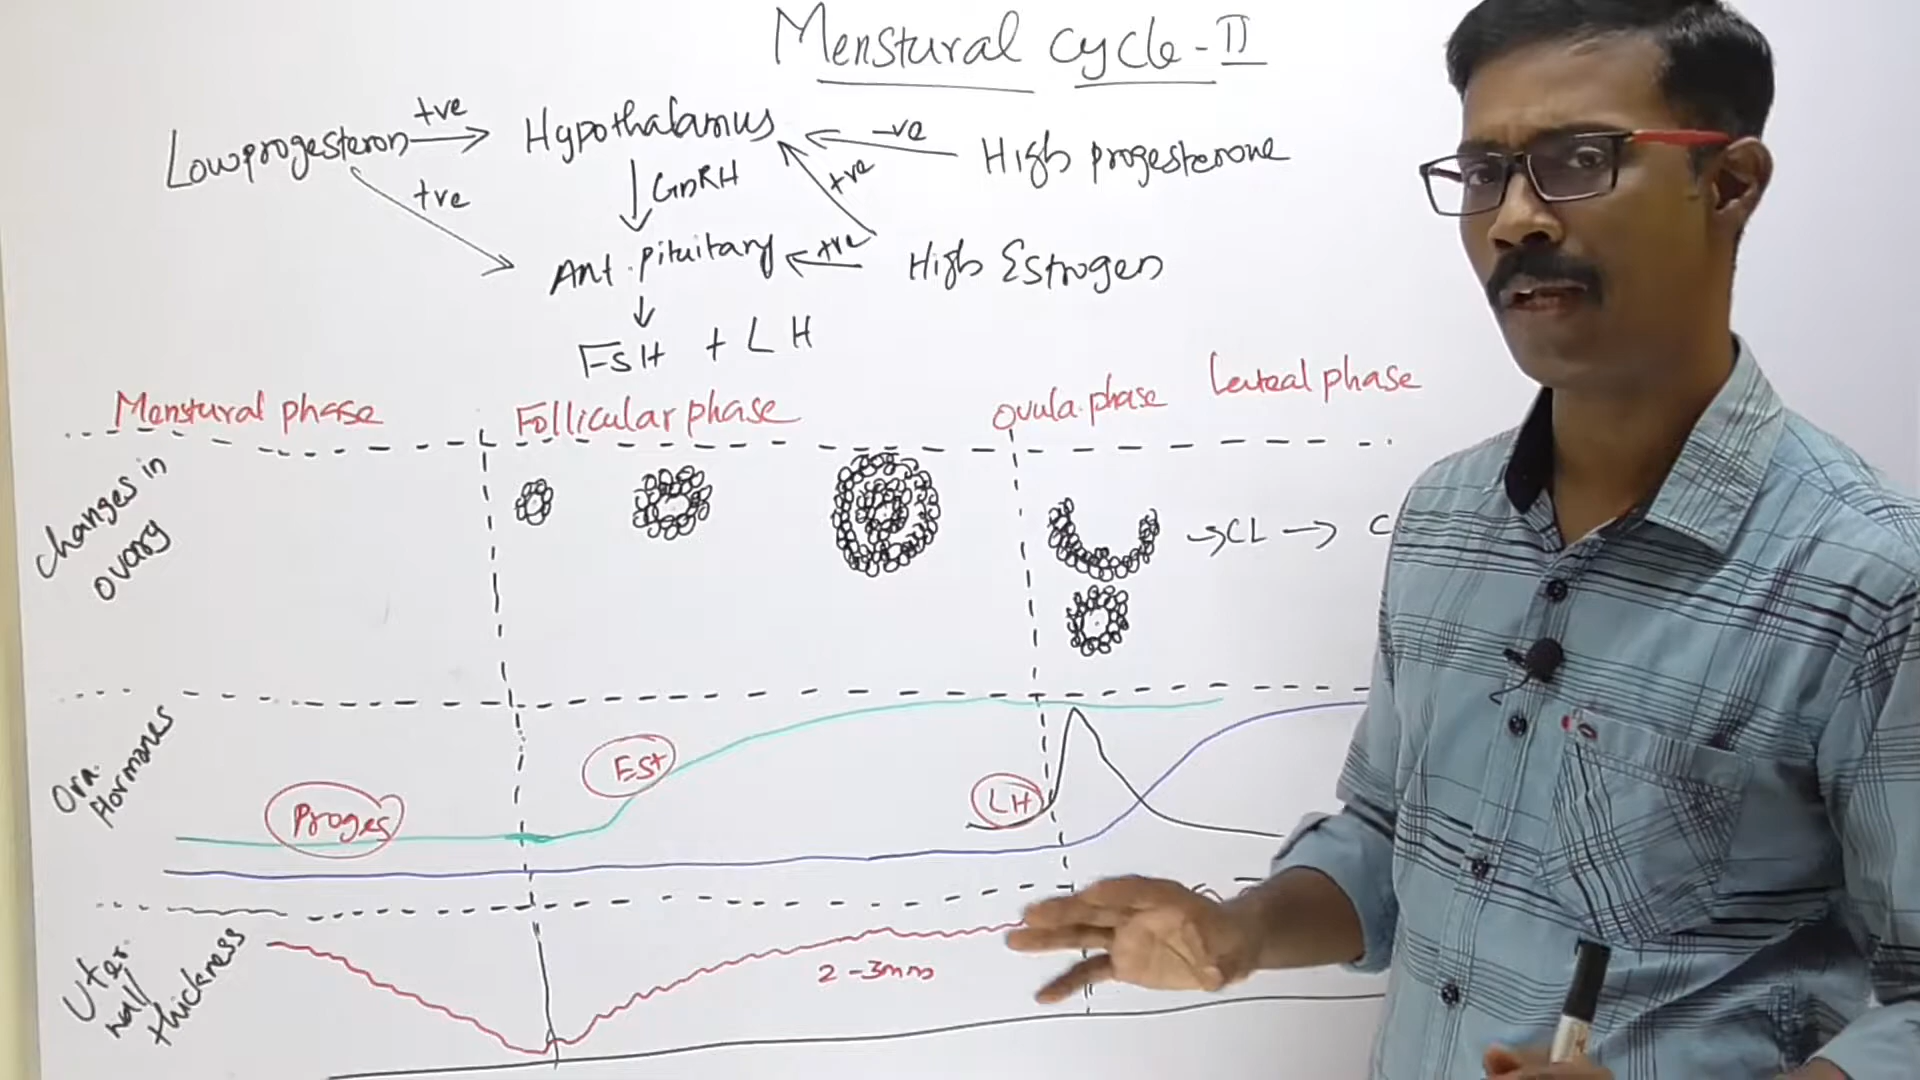 Menstural cycle - II
Lowprogesteron +ve Hypothalamus -ve High progesterone
+ve GnRH +ve
Ant. pituitary +ve High Estrogen
FSH + LH
Menstural phase Follicular phase Ovula. phase Luteal phase
Changes in
ovary
→CL → C
Hormones
Proges
Est
LH
Uter.
wall
thickness
2-3mm